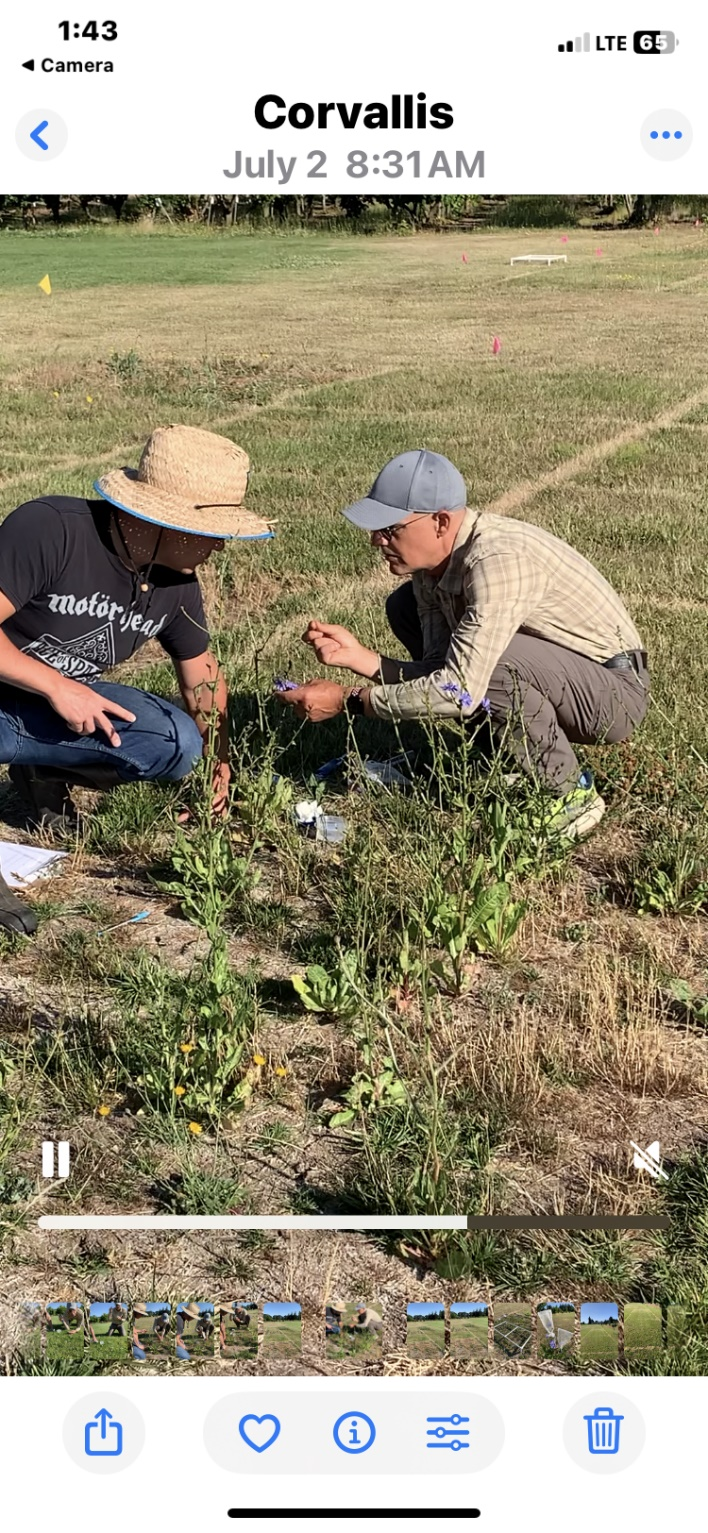 1:43
LTE 65
◀ Camera
Corvallis
July 2 8:31AM
motörhead